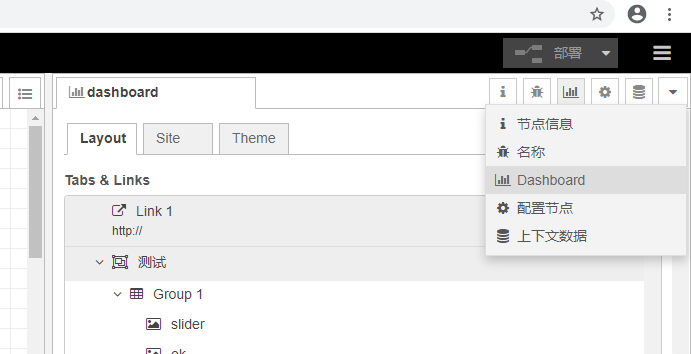 部署
dashboard
Layout
Site
Theme
节点信息
名称
Dashboard
配置节点
上下文数据
Tabs & Links
Link 1
http://
测试
Group 1
slider
ok